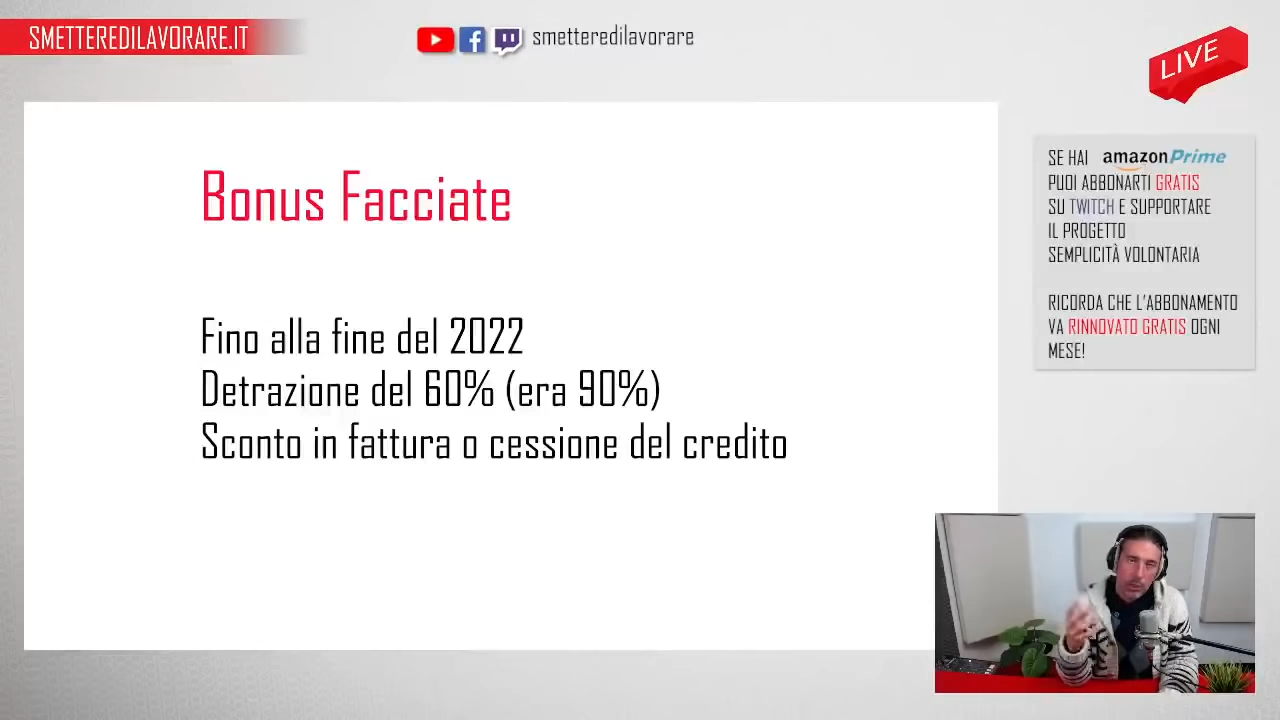 SMETTEREDILAVORARE.IT
smetteredilavorare
LIVE
Bonus Facciate
Fino alla fine del 2022
Detrazione del 60% (era 90%)
Sconto in fattura o cessione del credito
SE HAI amazonPrime
PUOI ABBONARTI GRATIS
SU TWITCH E SUPPORTARE
IL PROGETTO
SEMPLICITÀ VOLONTARIA
RICORDA CHE L'ABBONAMENTO
VA RINNOVATO GRATIS OGNI
MESE!